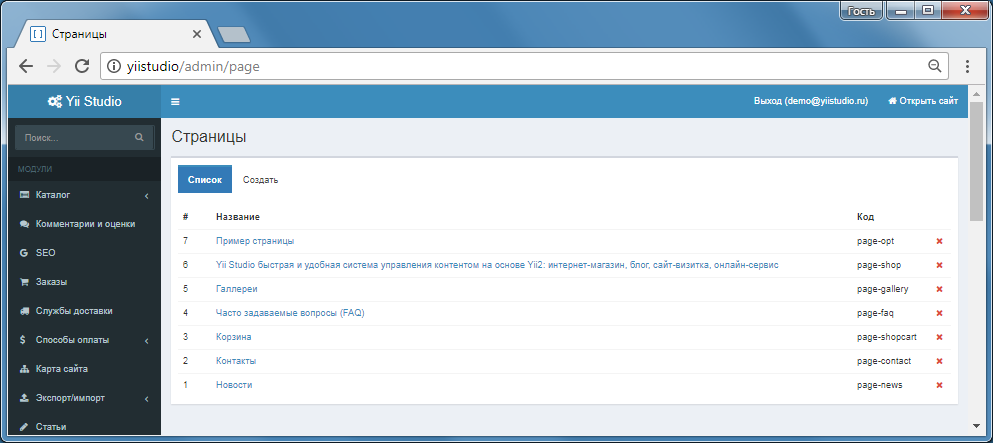 Гость
Страницы
yiistudio/admin/page
Yii Studio
Выход (demo@yiistudio.ru) Открыть сайт
Поиск...
Страницы
МОДУЛИ
Список Создать
Каталог
# Название Код
Комментарии и оценки
7 Пример страницы page-opt
SEO
6 Yii Studio быстрая и удобная система управления контентом на основе Yii2: интернет-магазин, блог, сайт-визитка, онлайн-сервис page-shop
Заказы
5 Галлереи page-gallery
Службы доставки
4 Часто задаваемые вопросы (FAQ) page-faq
Способы оплаты
3 Корзина page-shopcart
Карта сайта
2 Контакты page-contact
Экспорт/импорт
1 Новости page-news
Статьи